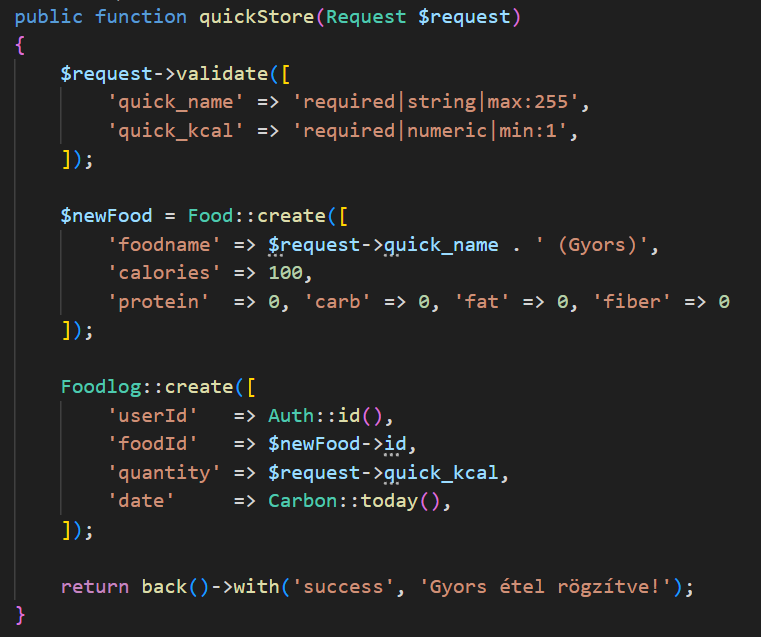 public function quickStore(Request $request)
{
    $request->validate([
        'quick_name' => 'required|string|max:255',
        'quick_kcal' => 'required|numeric|min:1',
    ]);

    $newFood = Food::create([
        'foodname' => $request->quick_name . ' (Gyors)',
        'calories' => 100,
        'protein'  => 0, 'carb' => 0, 'fat' => 0, 'fiber' => 0
    ]);

    Foodlog::create([
        'userId'   => Auth::id(),
        'foodId'   => $newFood->id,
        'quantity' => $request->quick_kcal,
        'date'     => Carbon::today(),
    ]);

    return back()->with('success', 'Gyors étel rögzítve!');
}